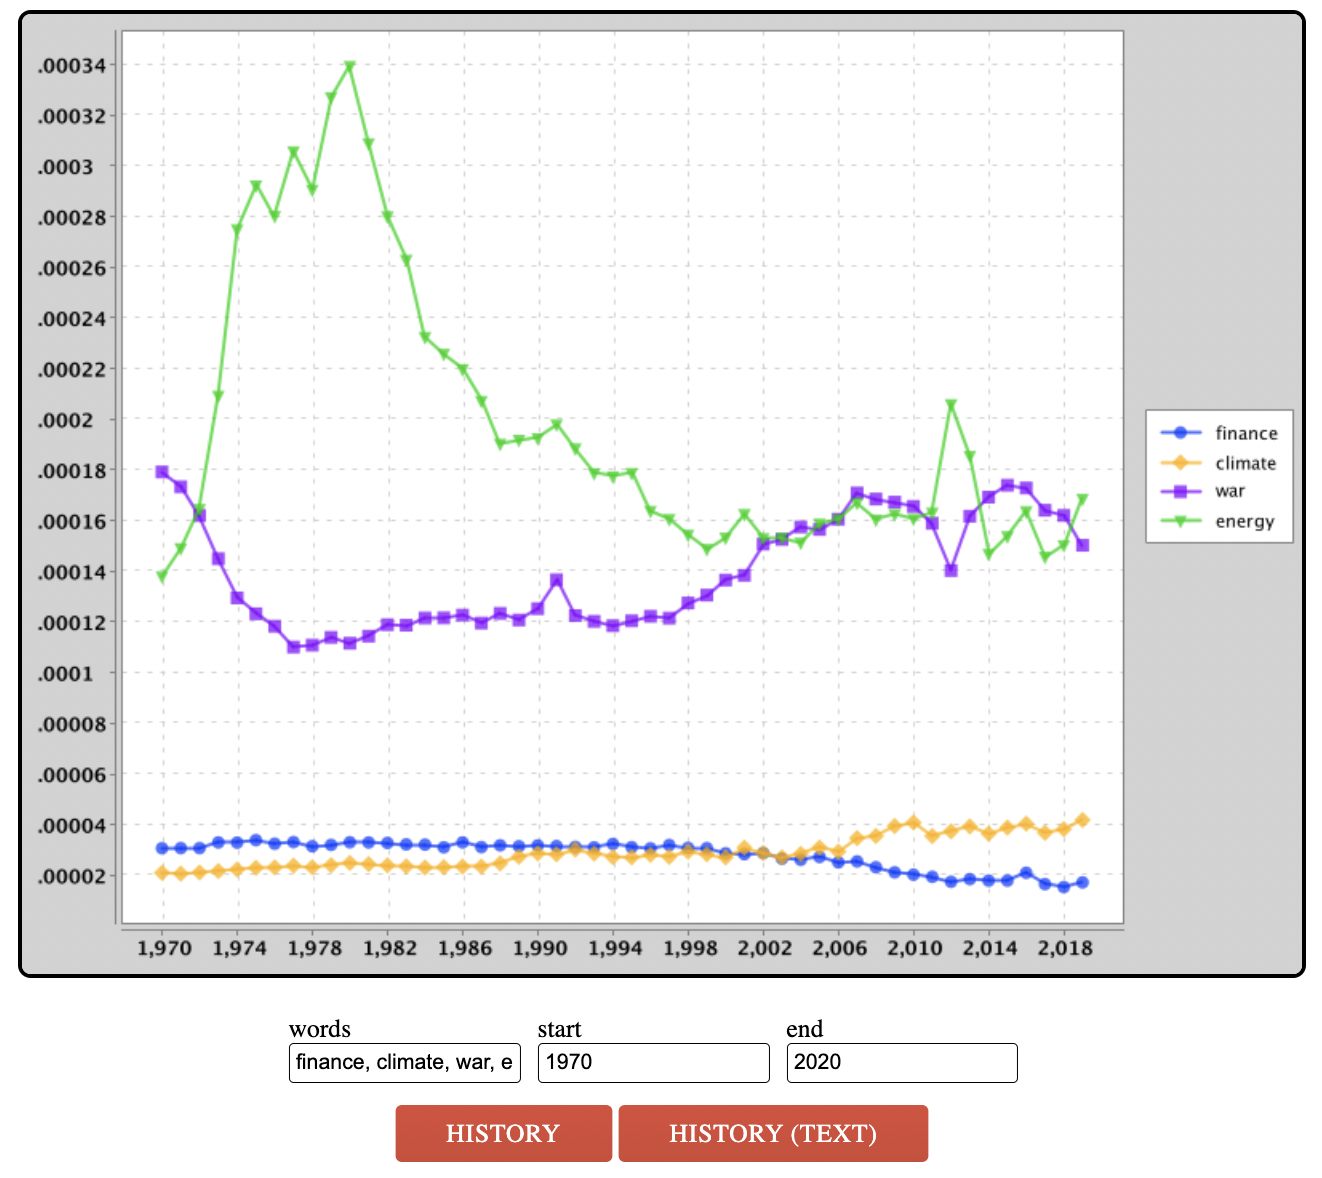 .00034
.00032
.0003
.00028
.00026
.00024
.00022
.0002
.00018
.00016
.00014
.00012
.0001
.00008
.00006
.00004
.00002
1,970 1,974 1,978 1,982 1,986 1,990 1,994 1,998 2,002 2,006 2,010 2,014 2,018
finance
climate
war
energy
words start end
finance, climate, war, e 1970 2020
HISTORY HISTORY (TEXT)